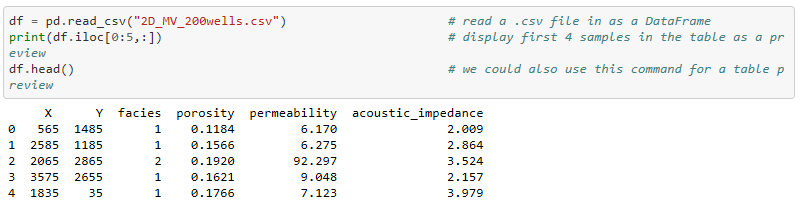 df = pd.read_csv("2D_MV_200wells.csv") # read a .csv file in as a DataFrame
print(df.iloc[0:5,:]) # display first 4 samples in the table as a pr
eview
df.head() # we could also use this command for a table p
review
X Y facies porosity permeability acoustic_impedance
0 565 1485 1 0.1184 6.170 2.009
1 2585 1185 1 0.1566 6.275 2.864
2 2065 2865 2 0.1920 92.297 3.524
3 3575 2655 1 0.1621 9.048 2.157
4 1835 35 1 0.1766 7.123 3.979